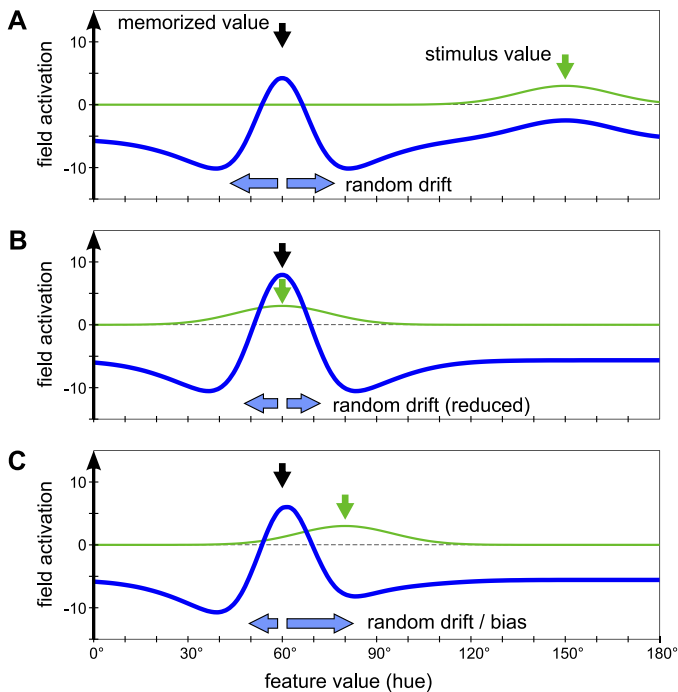 A
memorized value
stimulus value
field activation
10
0
-10
random drift
B
field activation
10
0
-10
random drift (reduced)
C
field activation
10
0
-10
random drift / bias
0° 30° 60° 90° 120° 150° 180°
feature value (hue)